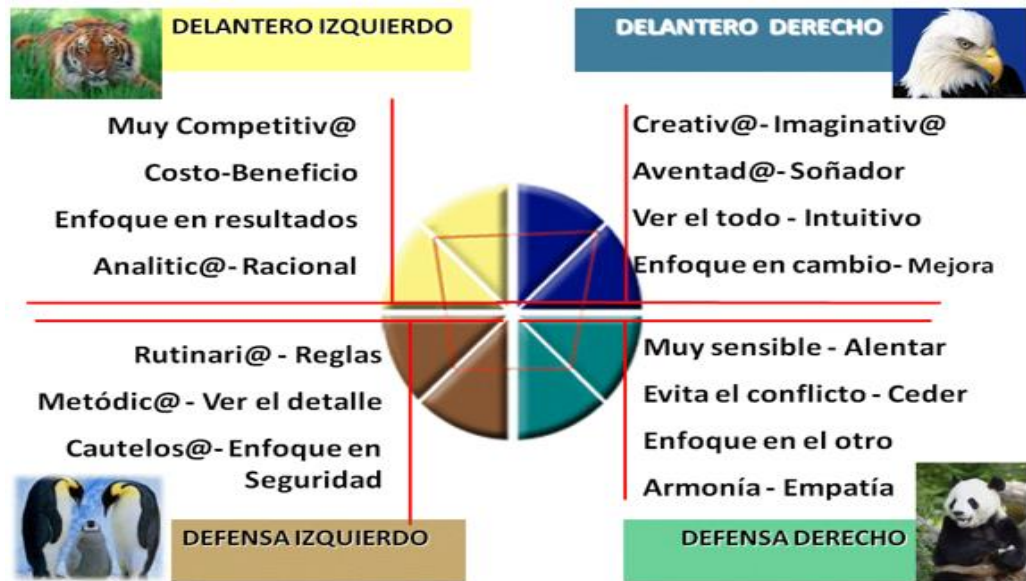 DELANTERO IZQUIERDO
Muy Competitiv@
Costo-Beneficio
Enfoque en resultados
Analitic@- Racional
DELANTERO DERECHO
Creativ@- Imaginativ@
Aventad@- Soñador
Ver el todo - Intuitivo
Enfoque en cambio- Mejora
Rutinari@ - Reglas
Metódic@ - Ver el detalle
Cautelos@- Enfoque en
Seguridad
DEFENSA IZQUIERDO
Muy sensible - Alentar
Evita el conflicto - Ceder
Enfoque en el otro
Armonía - Empatía
DEFENSA DERECHO